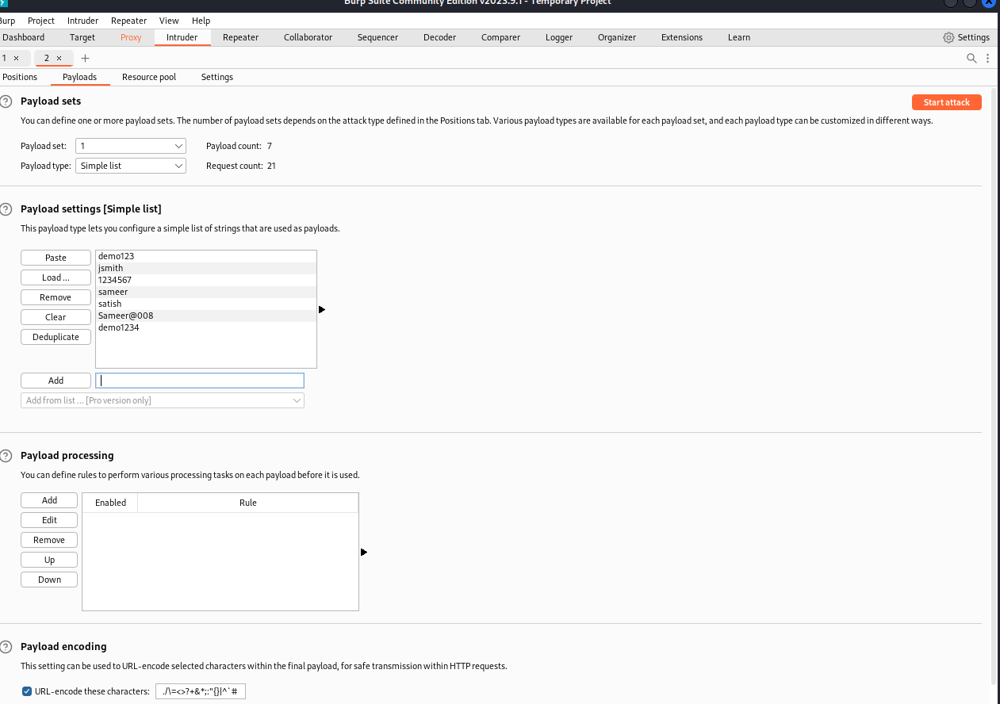 Burp Suite Community Edition v2023.9.1 - Temporary Project
Burp Project Intruder Repeater View Help
Dashboard Target Proxy Intruder Repeater Collaborator Sequencer Decoder Comparer Logger Organizer Extensions Learn Settings
1 × 2 × +
Positions Payloads Resource pool Settings
? Payload sets
Start attack
You can define one or more payload sets. The number of payload sets depends on the attack type defined in the Positions tab. Various payload types are available for each payload set, and each payload type can be customized in different ways.
Payload set: 1 Payload count: 7
Payload type: Simple list Request count: 21
? Payload settings [Simple list]
This payload type lets you configure a simple list of strings that are used as payloads.
Paste
Load ...
Remove
Clear
Deduplicate
demo123
jsmith
1234567
sameer
satish
Sameer@008
demo1234
Add
Add from list ... [Pro version only]
? Payload processing
You can define rules to perform various processing tasks on each payload before it is used.
Add
Edit
Remove
Up
Down
Enabled Rule
? Payload encoding
This setting can be used to URL-encode selected characters within the final payload, for safe transmission within HTTP requests.
URL-encode these characters: ./\=<>?+&*;:"{}|^`#